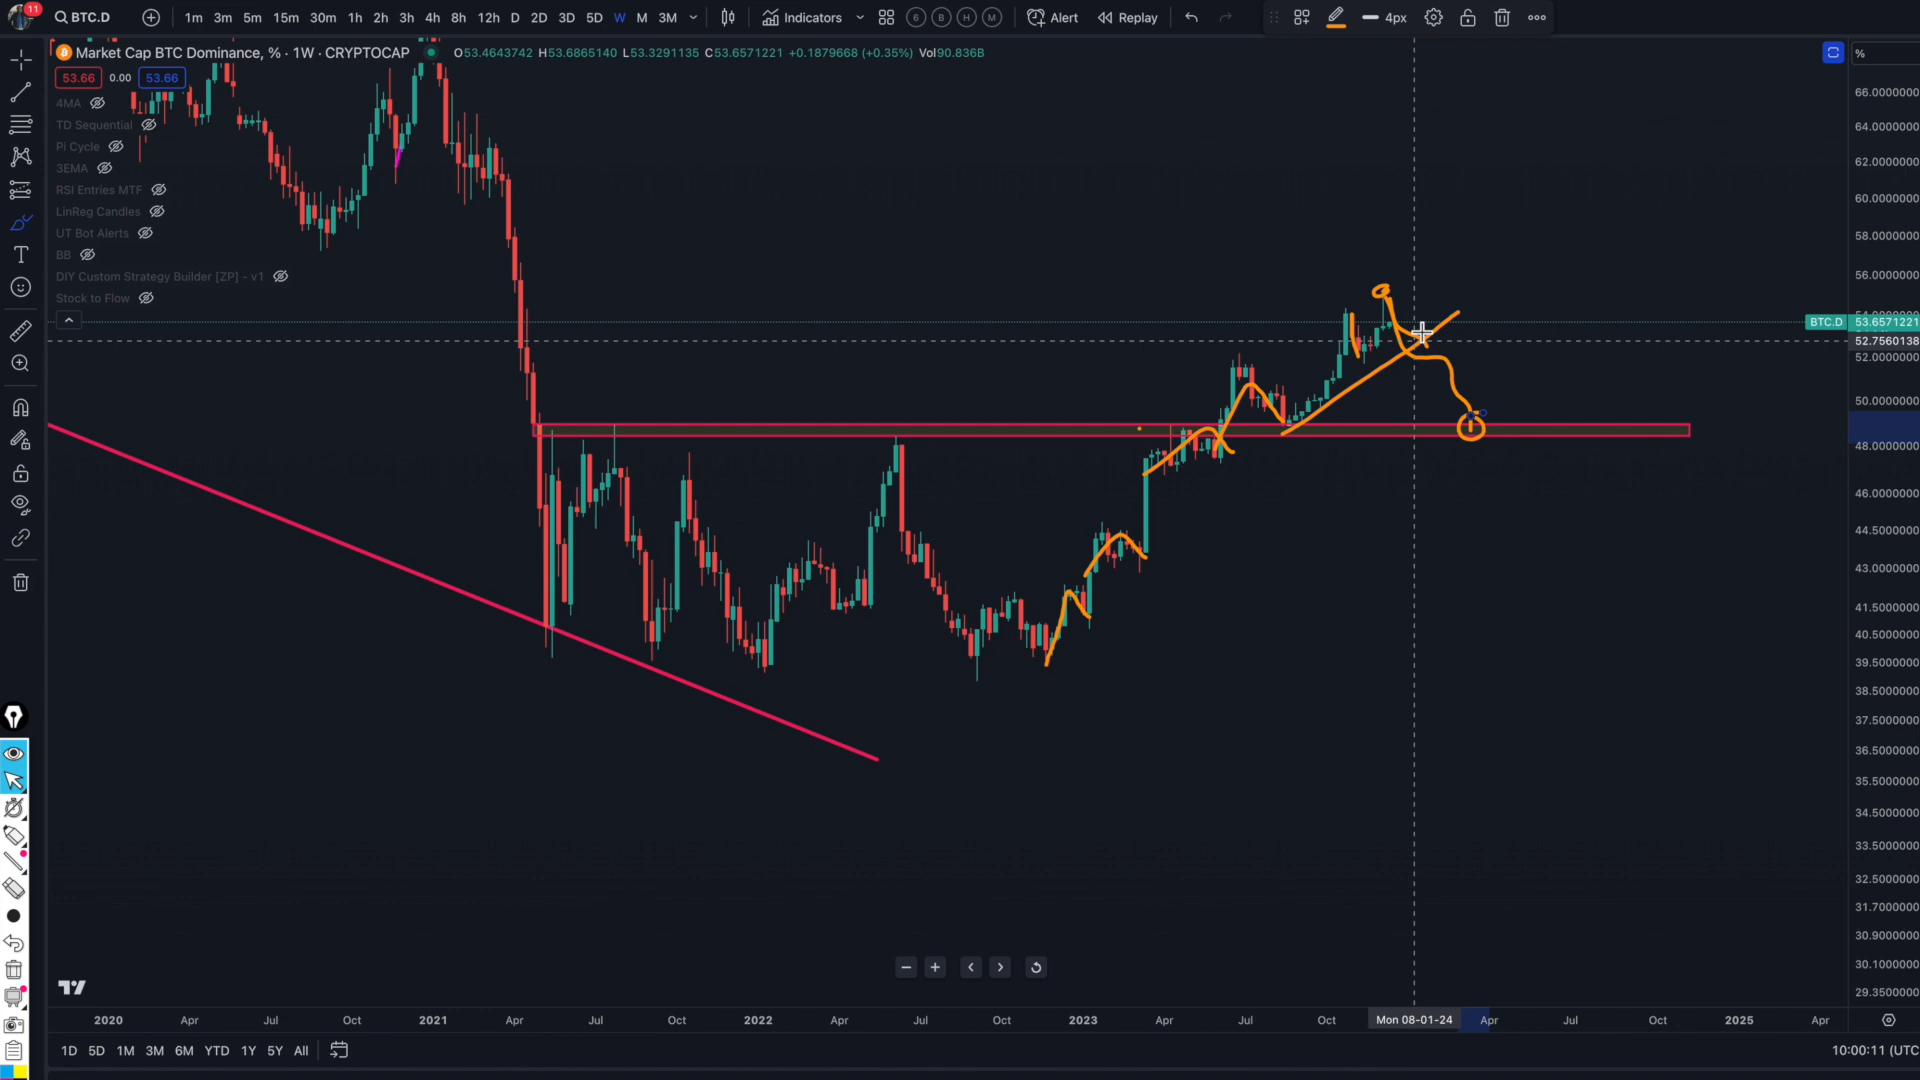 11
BTC.D
1m 3m 5m 15m 30m 1h 2h 3h 4h 8h 12h D 2D 3D 5D W M 3M
Indicators
6 B H M
Alert
Replay
4px
Market Cap BTC Dominance, % · 1W · CRYPTOCAP
O53.4643742 H53.6865140 L53.3291135 C53.6571221 +0.1879668 (+0.35%) Vol90.836B
%
53.66 0.00 53.66
4MA
TD Sequential
Pi Cycle
3EMA
RSI Entries MTF
LinReg Candles
UT Bot Alerts
BB
DIY Custom Strategy Builder [ZP] - v1
Stock to Flow
66.0000000
64.0000000
62.0000000
60.0000000
58.0000000
56.0000000
BTC.D 53.6571221
52.7560138
52.0000000
50.0000000
48.0000000
46.0000000
44.5000000
43.0000000
41.5000000
40.5000000
39.5000000
38.5000000
37.5000000
36.5000000
35.5000000
34.5000000
33.5000000
32.5000000
31.7000000
30.9000000
30.1000000
29.3500000
2020 Apr Jul Oct 2021 Apr Jul Oct 2022 Apr Jul Oct 2023 Apr Jul Oct Mon 08-01-24 Apr Jul Oct 2025 Apr
1D 5D 1M 3M 6M YTD 1Y 5Y All
10:00:11 (UTC